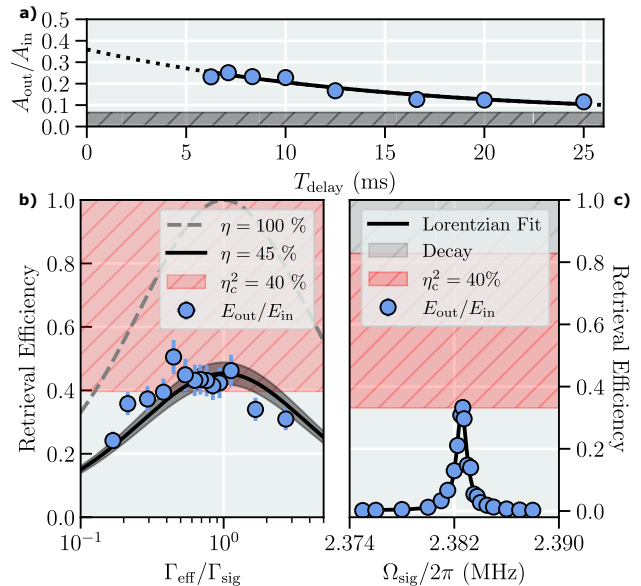 a)
A_out/A_in
0.5
0.4
0.3
0.2
0.1
0.0
0 5 10 15 20 25
T_delay (ms)
b)
Retrieval Efficiency
1.0
0.8
0.6
0.4
0.2
0.0
η = 100 %
η = 45 %
η_c^2 = 40 %
E_out/E_in
10^−1 10^0
Γ_eff/Γ_sig
c)
Lorentzian Fit
Decay
η_c^2 = 40%
E_out/E_in
1.0
0.8
0.6
0.4
0.2
0.0
Retrieval Efficiency
2.374 2.382 2.390
Ω_sig/2π (MHz)